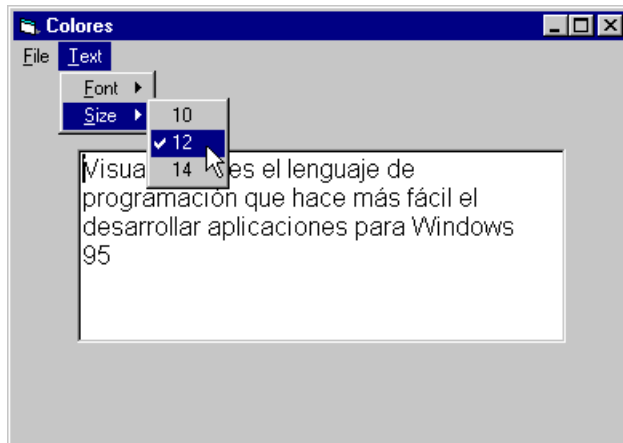 Colores
File Text
Font
Size
10
12
14
Visua es el lenguaje de
programación que hace más fácil el
desarrollar aplicaciones para Windows
95